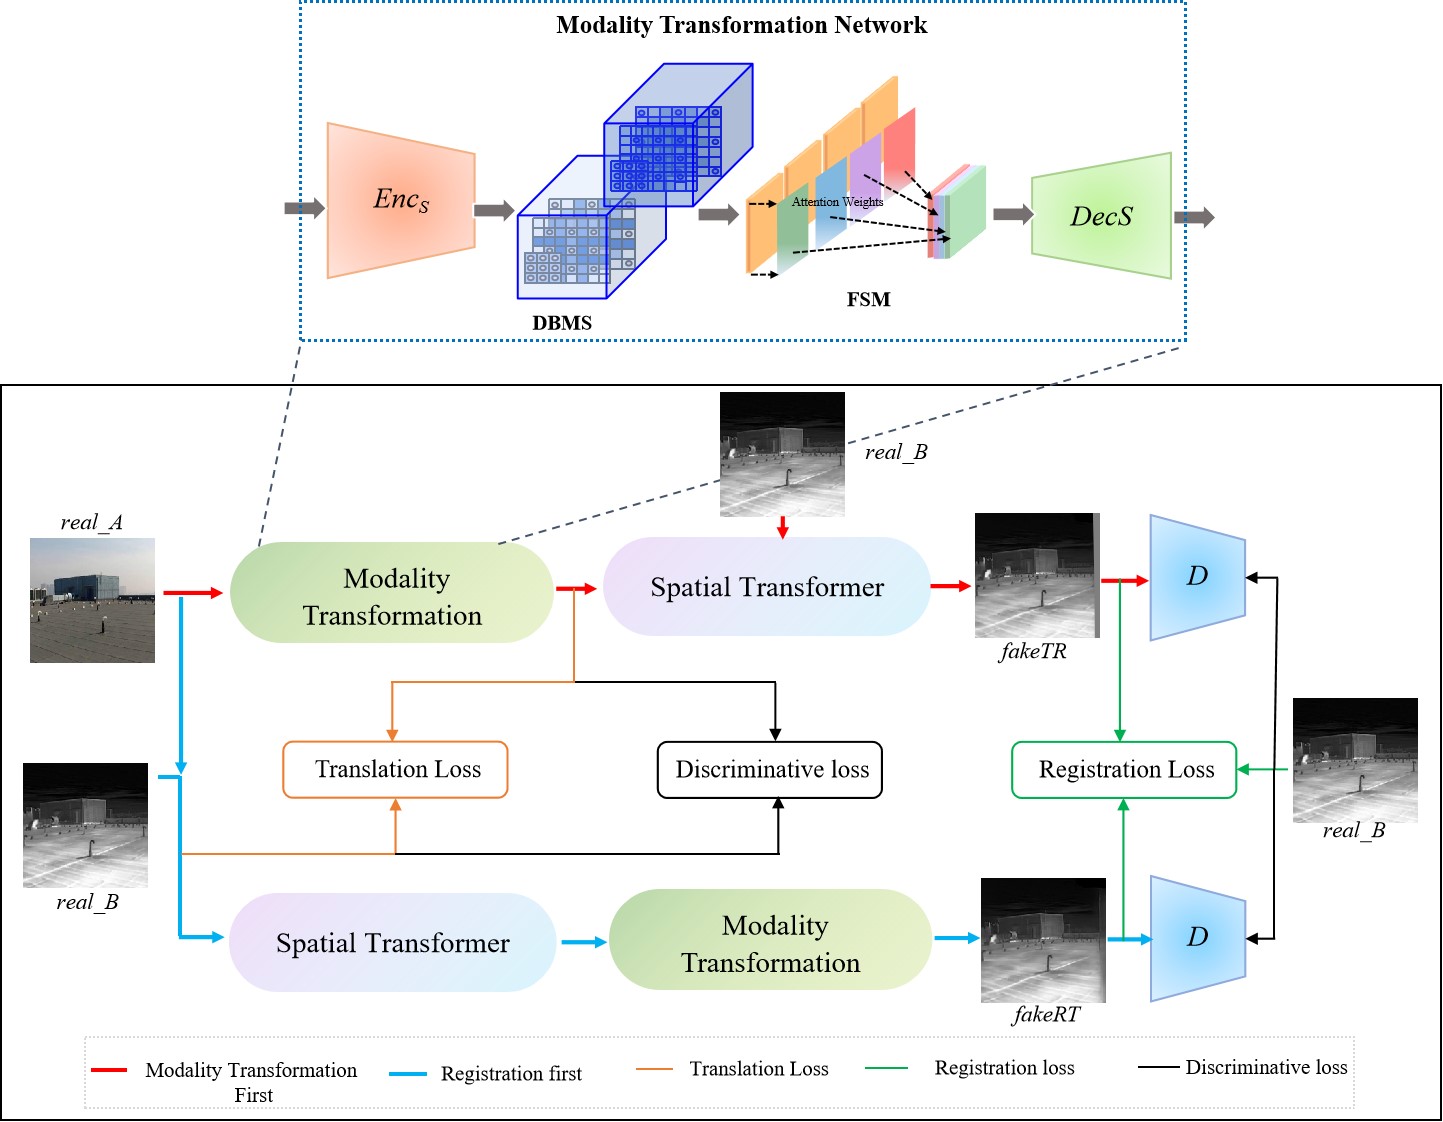 Modality Transformation Network
Enc_S
Attention Weights
DecS
FSM
DBMS
real_B
real_A
Modality
Transformation
Spatial Transformer
D
fakeTR
Translation Loss
Discriminative loss
Registration Loss
real_B
real_B
Spatial Transformer
Modality
Transformation
D
fakeRT
Modality Transformation
First
Registration first
Translation Loss
Registration loss
Discriminative loss